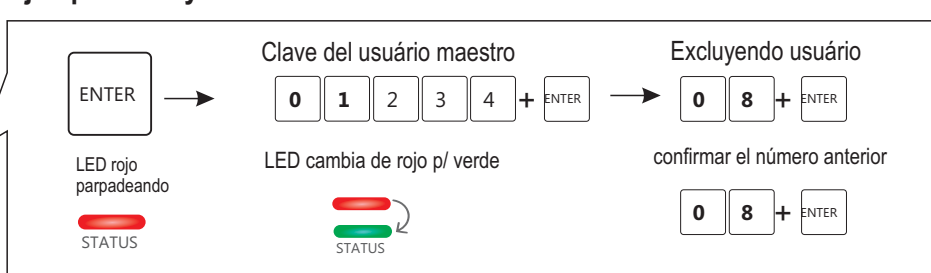 ENTER
LED rojo
parpadeando
STATUS
Clave del usuário maestro
0 1 2 3 4 + ENTER
LED cambia de rojo p/ verde
STATUS
Excluyendo usuário
0 8 + ENTER
confirmar el número anterior
0 8 + ENTER